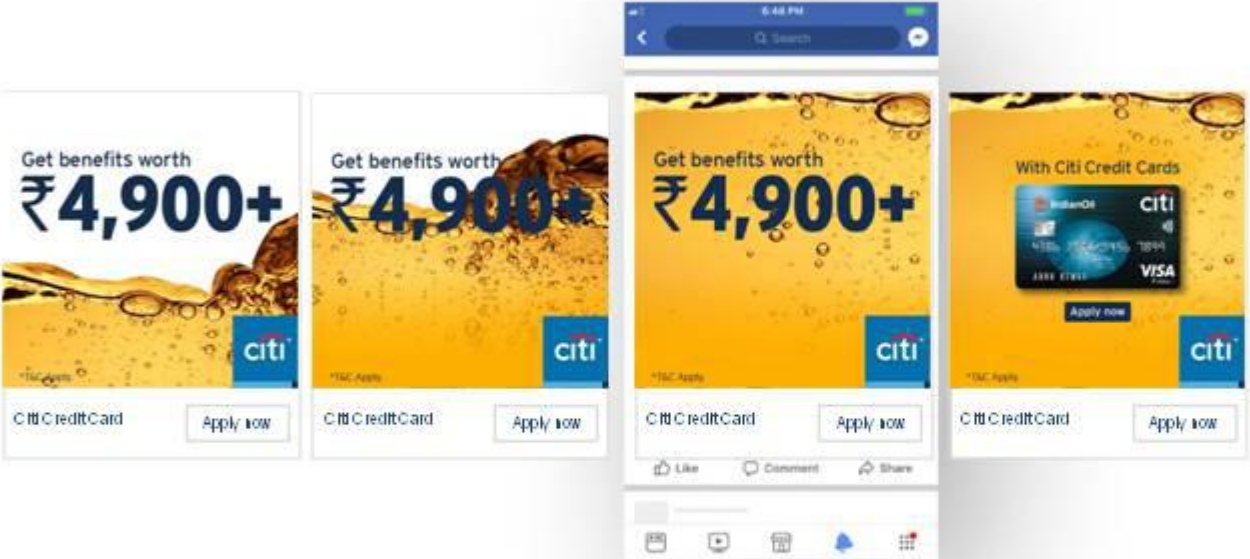 6:48 PM
Search
Get benefits worth
₹4,900+
citi
*T&C Apply
Citi Credit Card
Apply now
Get benefits worth
₹4,900+
citi
*T&C Apply
Citi Credit Card
Apply now
Get benefits worth
₹4,900+
citi
*T&C Apply
Citi Credit Card
Apply now
Like
Comment
Share
With Citi Credit Cards
IndianOil
citi
VISA
Apply now
citi
*T&C Apply
Citi Credit Card
Apply now